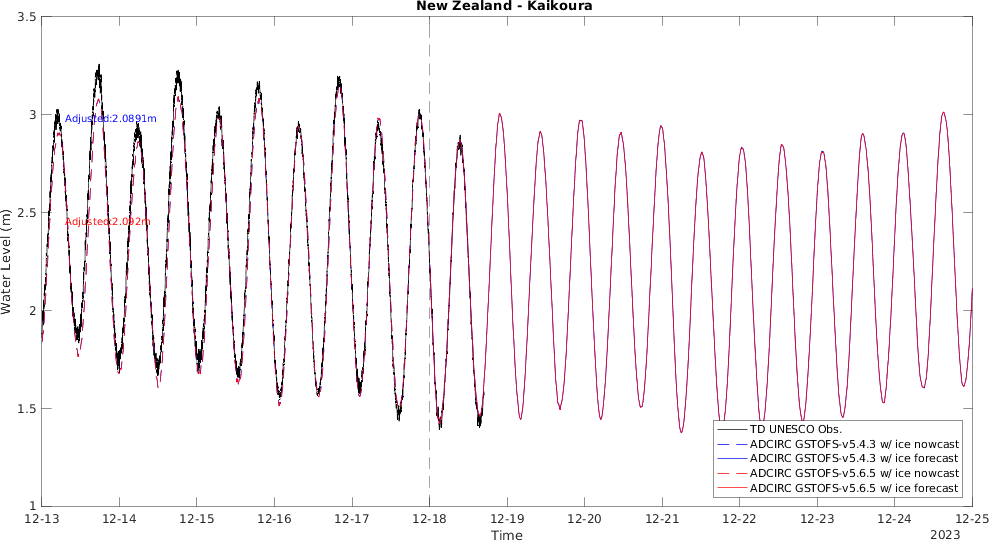 New Zealand - Kaikoura
3.5
3
2.5
2
1.5
1
Water Level (m)
Adjusted:2.0891m
Adjusted:2.092m
TD UNESCO Obs.
ADCIRC GSTOFS-v5.4.3 w/ ice nowcast
ADCIRC GSTOFS-v5.4.3 w/ ice forecast
ADCIRC GSTOFS-v5.6.5 w/ ice nowcast
ADCIRC GSTOFS-v5.6.5 w/ ice forecast
12-13 12-14 12-15 12-16 12-17 12-18 12-19 12-20 12-21 12-22 12-23 12-24 12-25
Time
2023